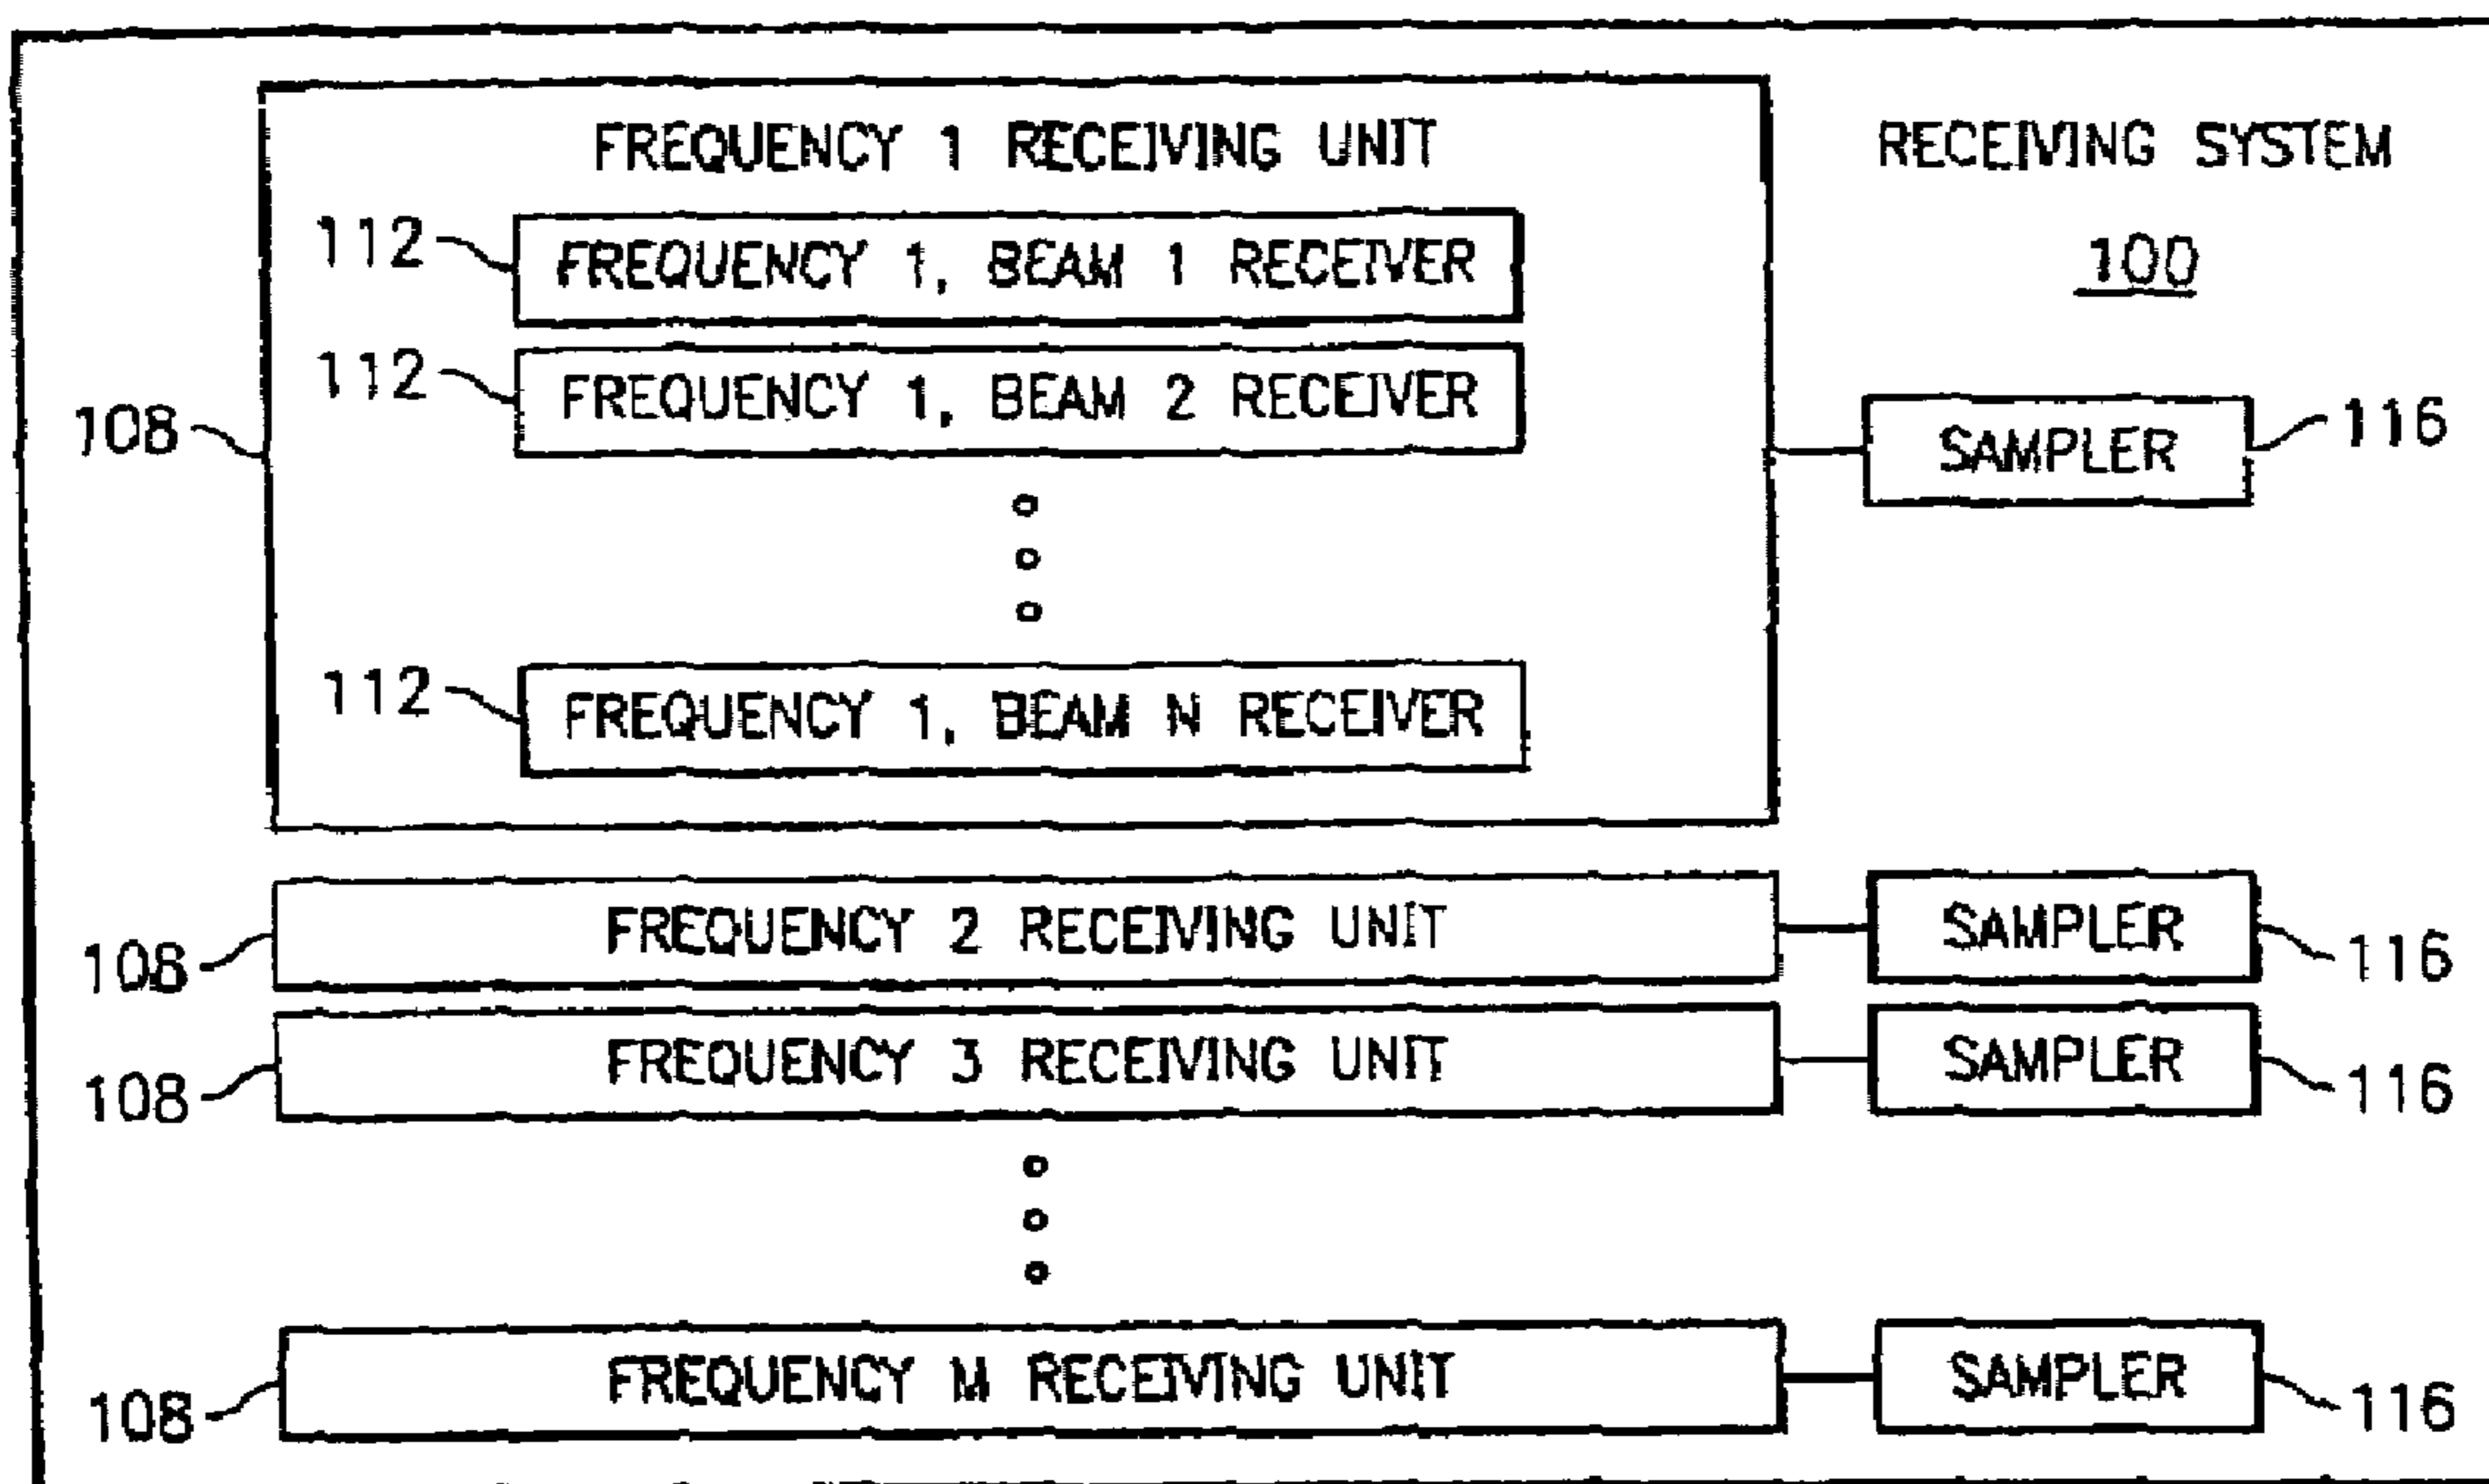 FREQUENCY 1 RECEIVING UNIT
RECEIVING SYSTEM
100
112
FREQUENCY 1, BEAM 1 RECEIVER
112
FREQUENCY 1, BEAM 2 RECEIVER
108
SAMPLER
116
112
FREQUENCY 1, BEAM N RECEIVER
108
FREQUENCY 2 RECEIVING UNIT
SAMPLER
116
108
FREQUENCY 3 RECEIVING UNIT
SAMPLER
116
108
FREQUENCY M RECEIVING UNIT
SAMPLER
116